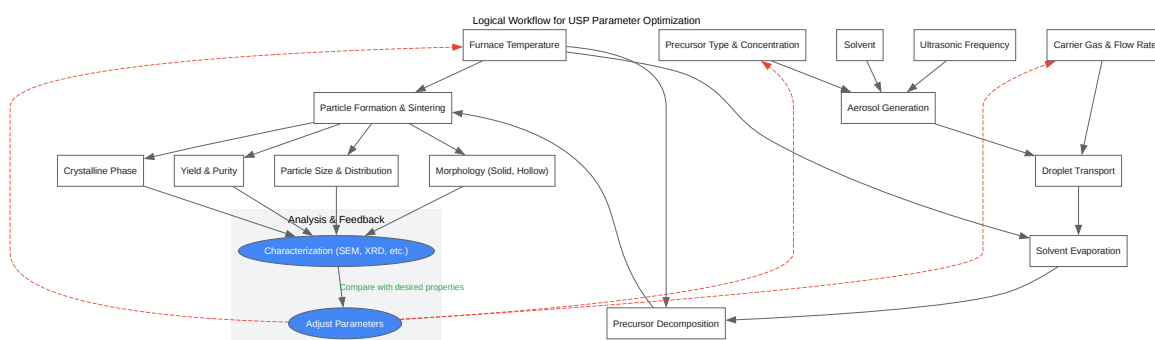 Logical Workflow for USP Parameter Optimization
Furnace Temperature
Precursor Type & Concentration
Solvent
Ultrasonic Frequency
Carrier Gas & Flow Rate
Particle Formation & Sintering
Aerosol Generation
Crystalline Phase
Yield & Purity
Particle Size & Distribution
Morphology (Solid, Hollow)
Droplet Transport
Analysis & Feedback
Characterization (SEM, XRD, etc.)
Solvent Evaporation
Compare with desired properties
Adjust Parameters
Precursor Decomposition